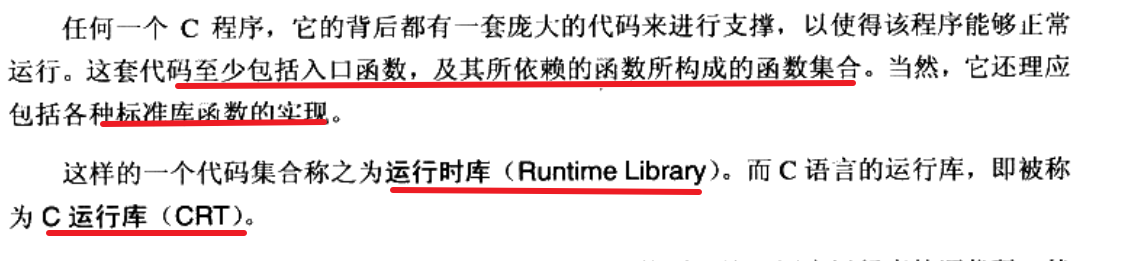 任何一个 C 程序，它的背后都有一套庞大的代码来进行支撑，以使得该程序能够正常
运行。这套代码至少包括入口函数，及其所依赖的函数所构成的函数集合。当然，它还理应
包括各种标准库函数的实现。
这样的一个代码集合称之为运行时库（Runtime Library）。而 C 语言的运行库，即被称
为 C 运行库（CRT）。